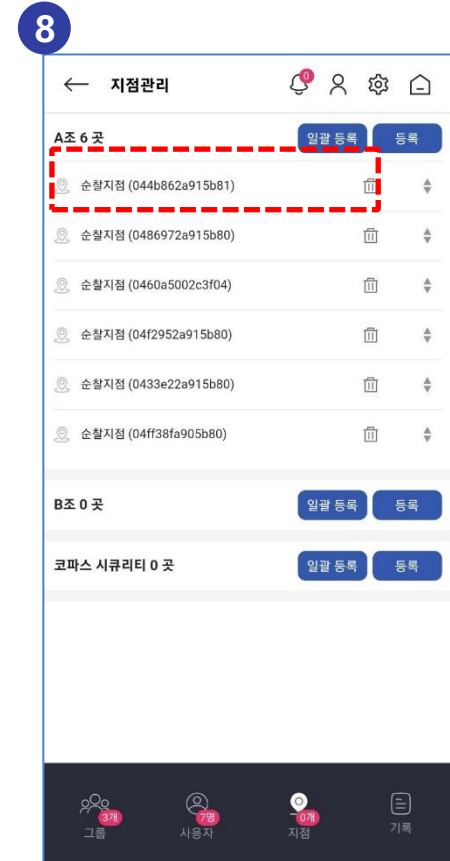 8
지점관리
0
A조 6 곳 일괄 등록 등록
순찰지점 (044b862a915b81)
순찰지점 (0486972a915b80)
순찰지점 (0460a5002c3f04)
순찰지점 (04f2952a915b80)
순찰지점 (0433e22a915b80)
순찰지점 (04ff38fa905b80)
B조 0 곳 일괄 등록 등록
코파스 시큐리티 0 곳 일괄 등록 등록
3개 7명 0개
그룹 사용자 지점 기록